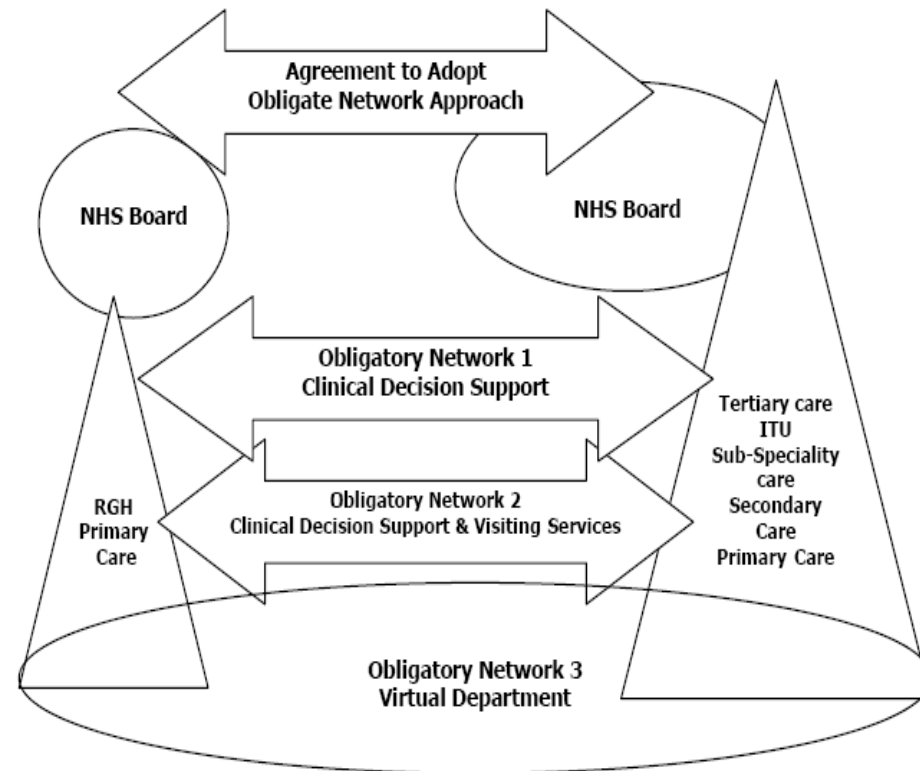 Agreement to Adopt
Obligate Network Approach
NHS Board
NHS Board
Obligatory Network 1
Clinical Decision Support
Tertiary care
ITU
Sub-Speciality
care
Secondary
Care
Primary Care
RGH
Primary
Care
Obligatory Network 2
Clinical Decision Support & Visiting Services
Obligatory Network 3
Virtual Department